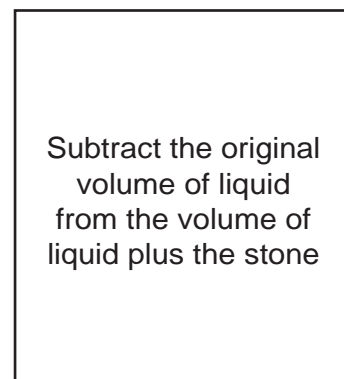 Subtract the original
volume of liquid
from the volume of
liquid plus the stone